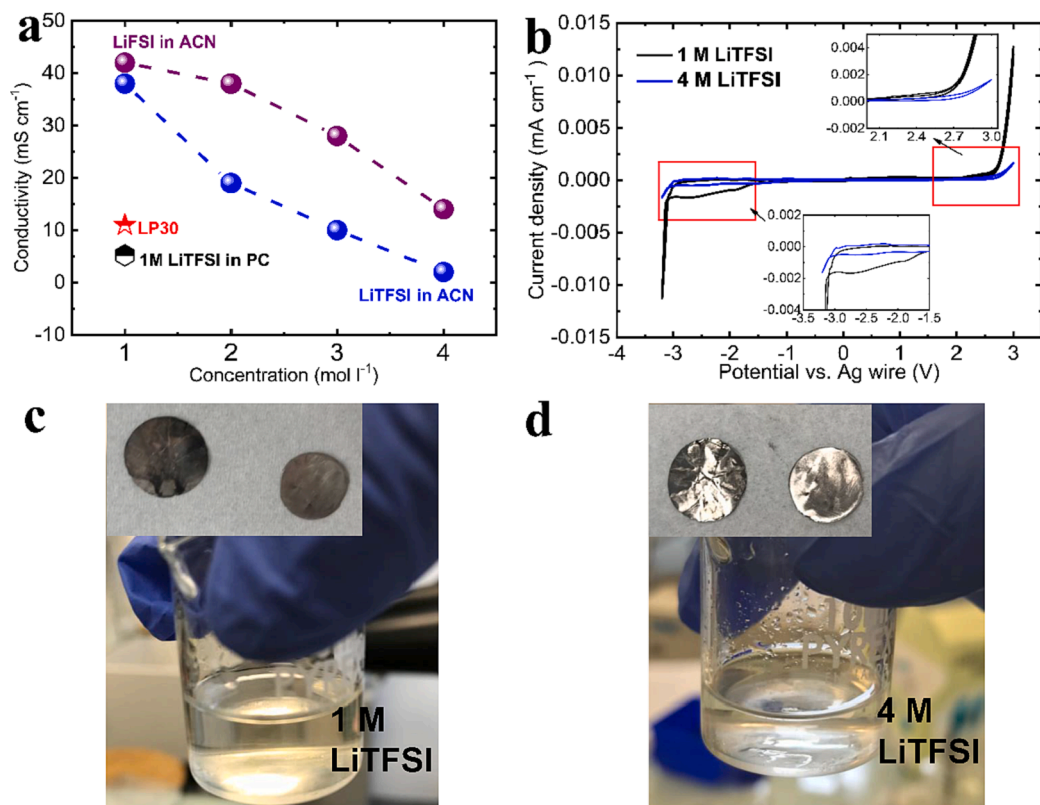 a
LiFSI in ACN
LP30
1M LiTFSI in PC
LiTFSI in ACN
Conductivity (mS cm⁻¹)
50
40
30
20
10
0
-10
1 2 3 4
Concentration (mol l⁻¹)
b
1 M LiTFSI
4 M LiTFSI
Current density (mA cm⁻¹)
0.015
0.010
0.005
0.000
-0.005
-0.010
-0.015
-4 -3 -2 -1 0 1 2 3
Potential vs. Ag wire (V)
0.004
0.002
0.000
-0.002
2.1 2.4 2.7 3.0
0.002
0.000
-0.002
-0.004
-3.5 -3.0 -2.5 -2.0 -1.5
c
1 M
LiTFSI
d
4 M
LiTFSI